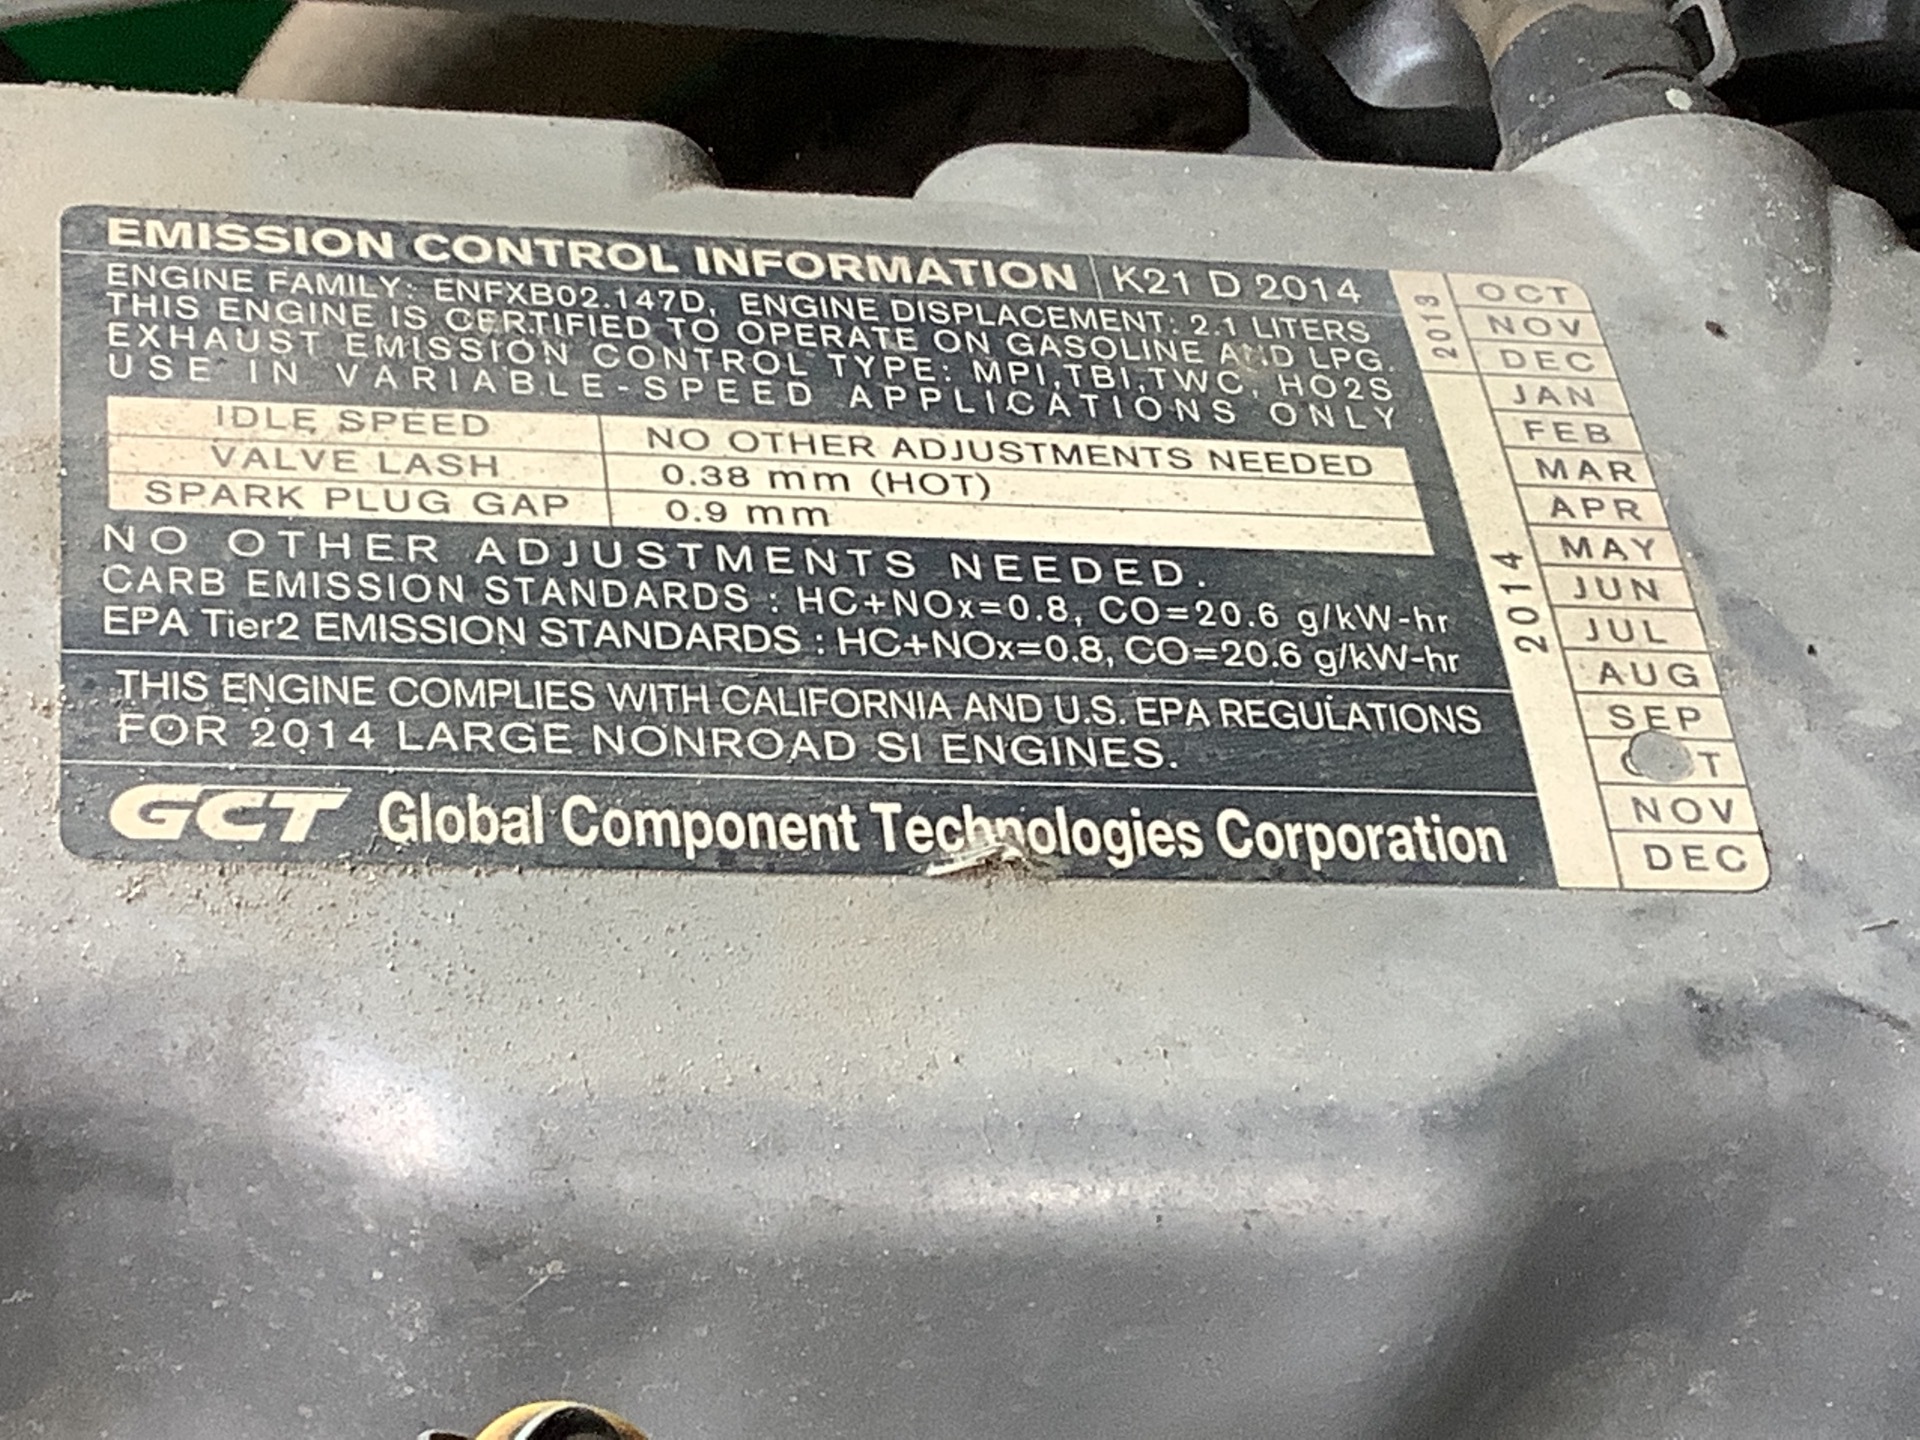 EMISSION CONTROL INFORMATION K21 D 2014
ENGINE FAMILY: ENFXB02.147D, ENGINE DISPLACEMENT: 2.1 LITERS
THIS ENGINE IS CERTIFIED TO OPERATE ON GASOLINE AND LPG.
EXHAUST EMISSION CONTROL TYPE: MPI,TBI,TWC, HO2S
USE IN VARIABLE-SPEED APPLICATIONS ONLY
IDLE SPEED NO OTHER ADJUSTMENTS NEEDED
VALVE LASH 0.38 mm (HOT)
SPARK PLUG GAP 0.9 mm
NO OTHER ADJUSTMENTS NEEDED.
CARB EMISSION STANDARDS : HC+NOx=0.8, CO=20.6 g/kW-hr
EPA Tier2 EMISSION STANDARDS : HC+NOx=0.8, CO=20.6 g/kW-hr
THIS ENGINE COMPLIES WITH CALIFORNIA AND U.S. EPA REGULATIONS
FOR 2014 LARGE NONROAD SI ENGINES.
GCT Global Component Technologies Corporation
2013
OCT
NOV
DEC
2014
JAN
FEB
MAR
APR
MAY
JUN
JUL
AUG
SEP
OCT
NOV
DEC